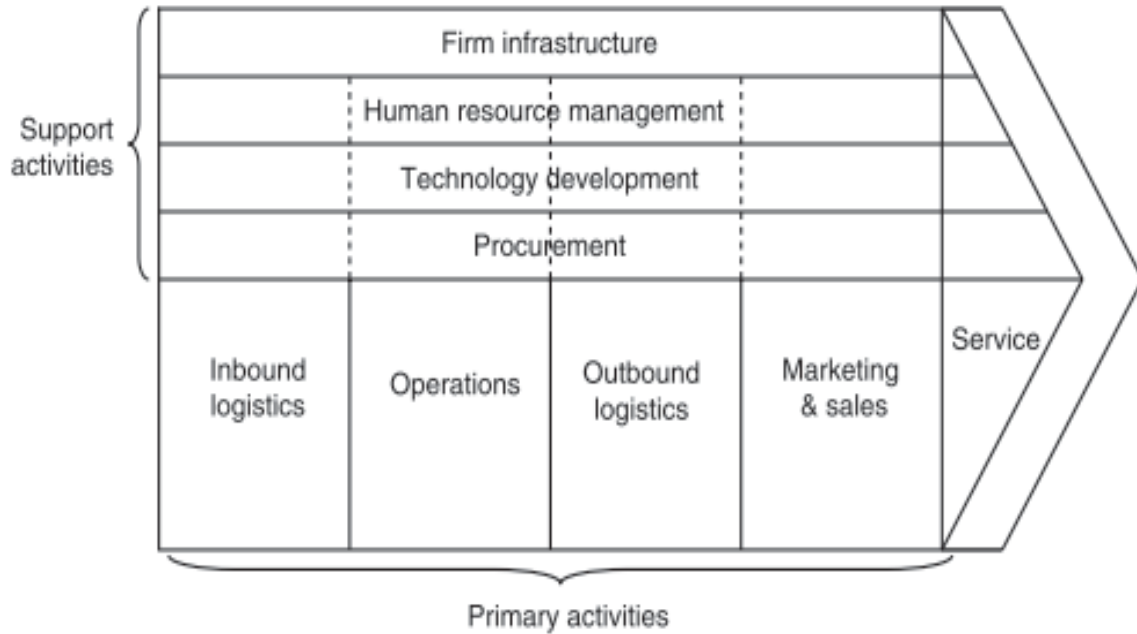 Firm infrastructure
Human resource management
Support
activities
Technology development
Procurement
Inbound
logistics
Operations
Outbound
logistics
Marketing
& sales
Service
Primary activities